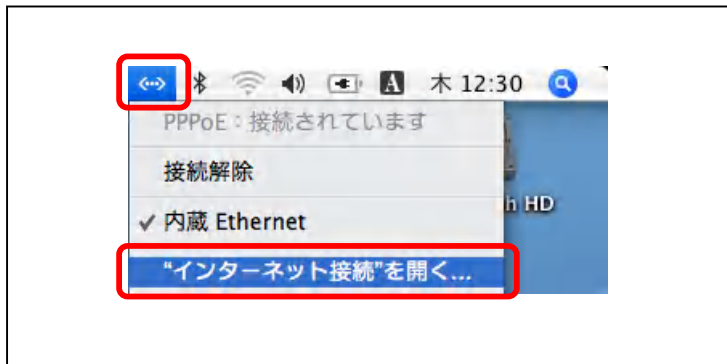 A 木 12:30
PPPoE：接続されています
接続解除
✓ 内蔵 Ethernet
h HD
“インターネット接続”を開く...